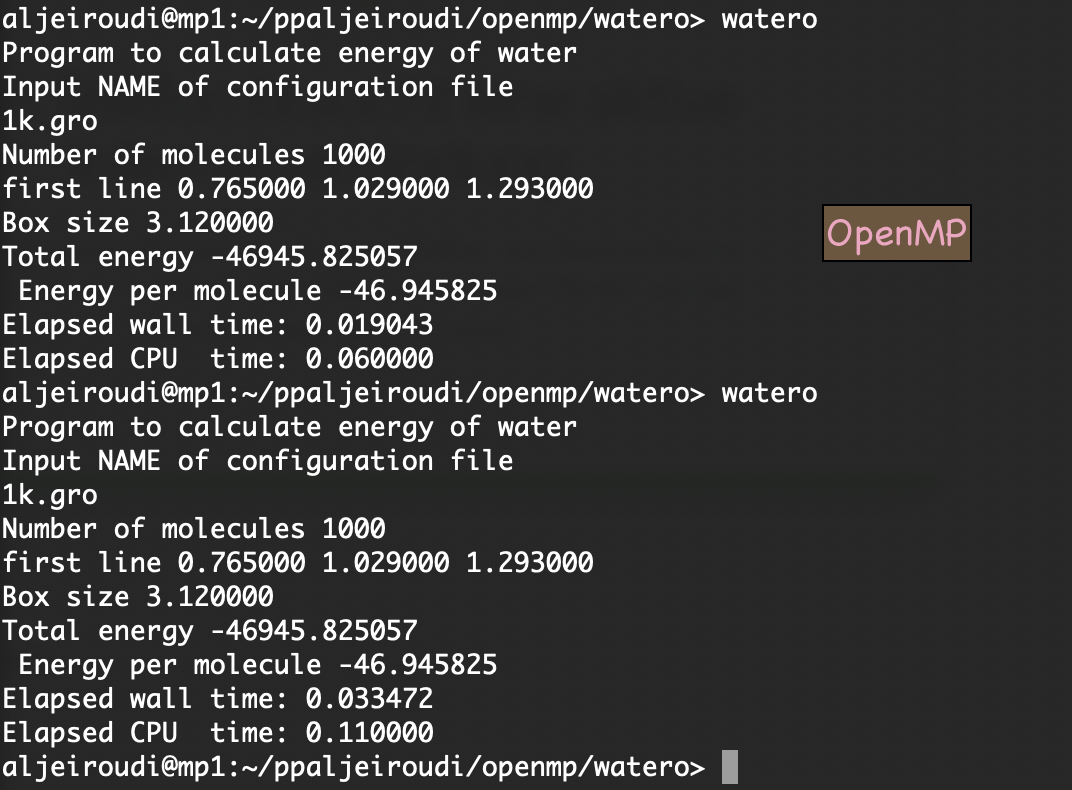 aljeiroudi@mp1:~/ppaljeiroudi/openmp/watero> watero
Program to calculate energy of water
Input NAME of configuration file
1k.gro
Number of molecules 1000
first line 0.765000 1.029000 1.293000
Box size 3.120000
OpenMP
Total energy -46945.825057
 Energy per molecule -46.945825
Elapsed wall time: 0.019043
Elapsed CPU  time: 0.060000
aljeiroudi@mp1:~/ppaljeiroudi/openmp/watero> watero
Program to calculate energy of water
Input NAME of configuration file
1k.gro
Number of molecules 1000
first line 0.765000 1.029000 1.293000
Box size 3.120000
Total energy -46945.825057
 Energy per molecule -46.945825
Elapsed wall time: 0.033472
Elapsed CPU  time: 0.110000
aljeiroudi@mp1:~/ppaljeiroudi/openmp/watero>